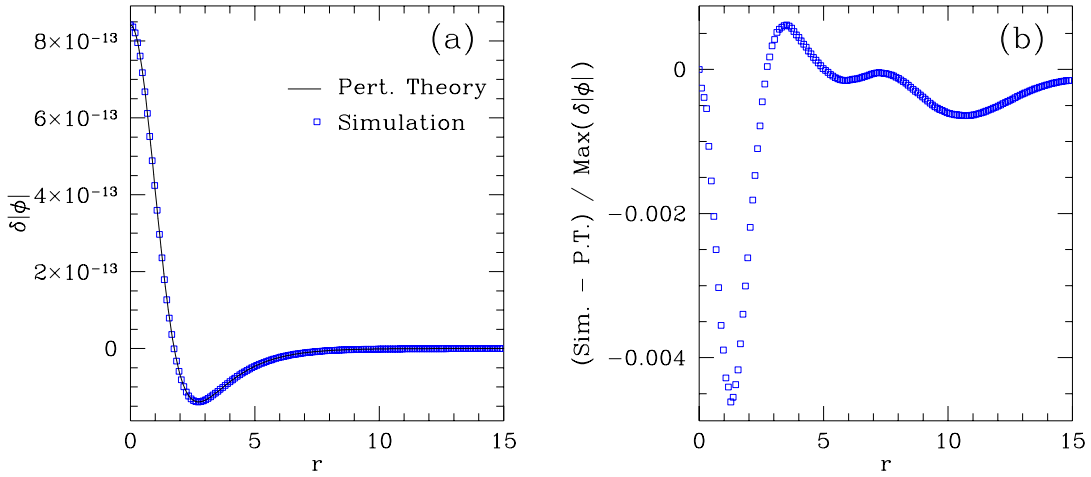 (a)
Pert. Theory
Simulation
8×10⁻¹³
6×10⁻¹³
4×10⁻¹³
2×10⁻¹³
0
δ|ϕ|
0 5 10 15
r
(b)
0
−0.002
−0.004
(Sim. − P.T.) / Max( δ|ϕ|)
0 5 10 15
r